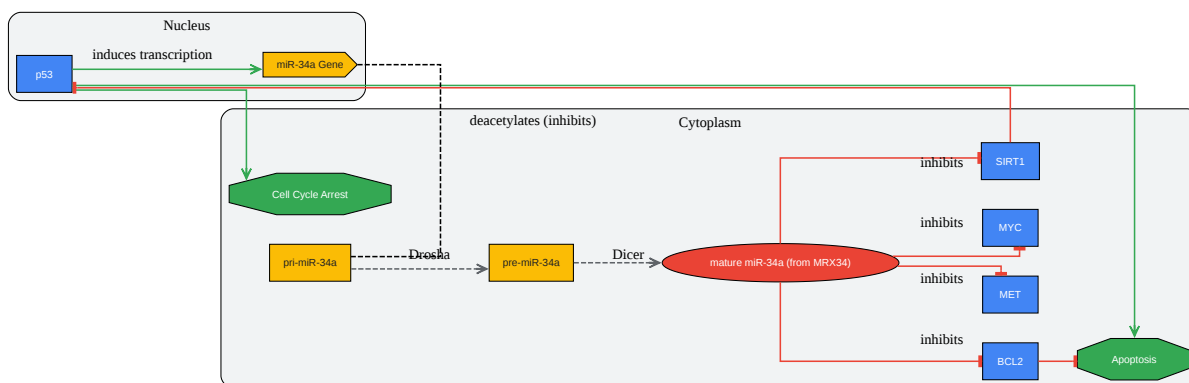 Nucleus
induces transcription
miR-34a Gene
p53
deacetylates (inhibits)
Cytoplasm
inhibits
SIRT1
Cell Cycle Arrest
inhibits
MYC
Drosha
Dicer
pri-miR-34a
pre-miR-34a
mature miR-34a (from MRX34)
inhibits
MET
inhibits
BCL2
Apoptosis